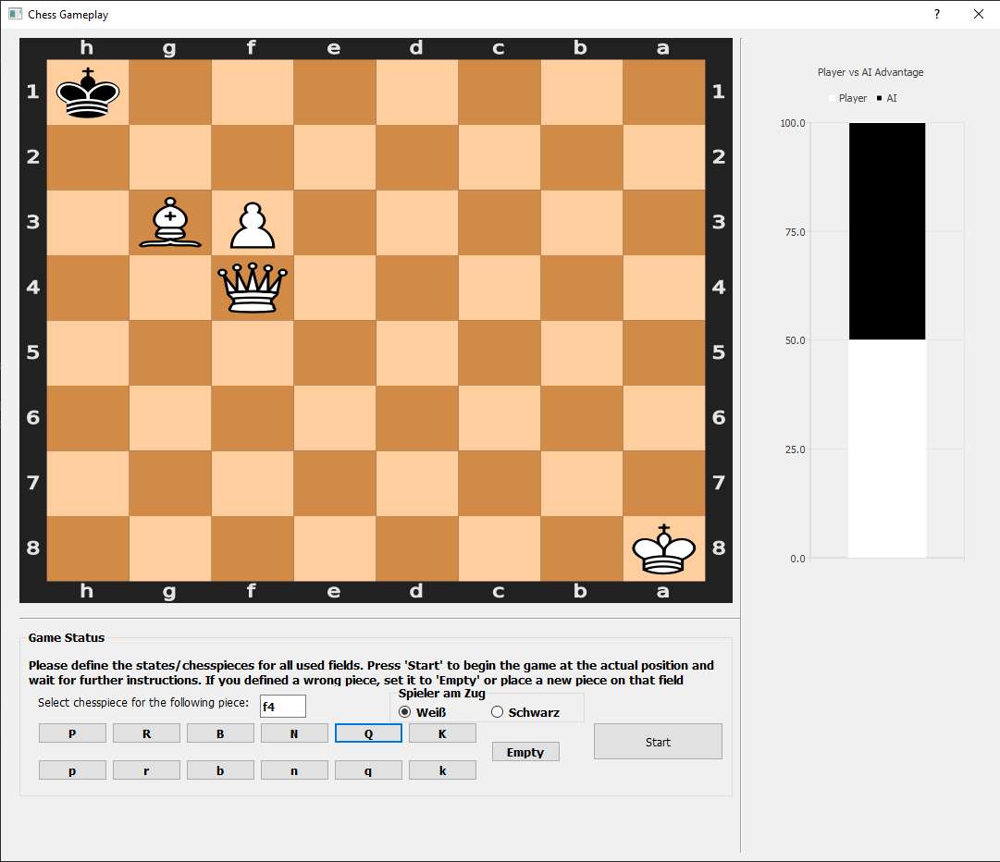 Chess Gameplay
?
h g f e d c b a
1 1
2 2
3 3
4 4
5 5
6 6
7 7
8 8
h g f e d c b a
Player vs AI Advantage
Player AI
100.0
75.0
50.0
25.0
0.0
Game Status
Please define the states/chesspieces for all used fields. Press 'Start' to begin the game at the actual position and
wait for further instructions. If you defined a wrong piece, set it to 'Empty' or place a new piece on that field
Select chesspiece for the following piece: f4
Spieler am Zug
Weiß Schwarz
P R B N Q K
Empty
Start
p r b n q k